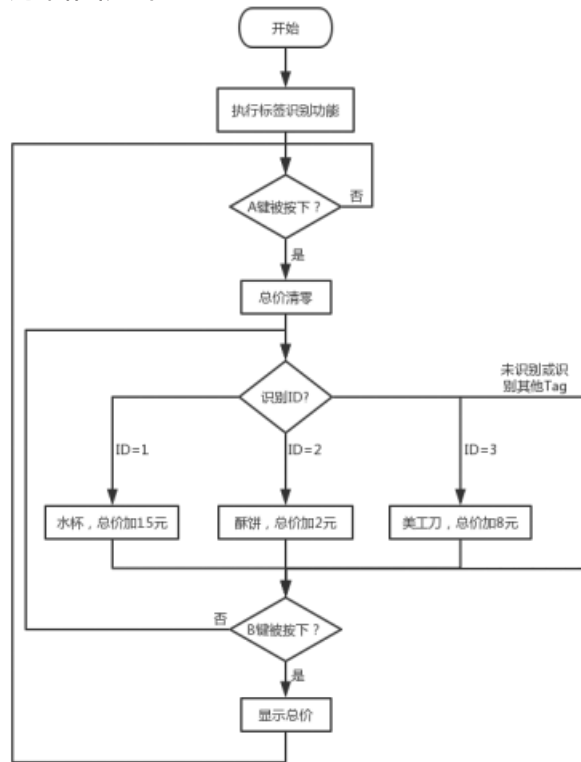 开始
执行标签识别功能
A键被按下？
否
是
总价清零
未识别或识
别其他Tag
识别ID?
ID=1
ID=2
ID=3
水杯，总价加15元
酥饼，总价加2元
美工刀，总价加8元
否
B键被按下？
是
显示总价